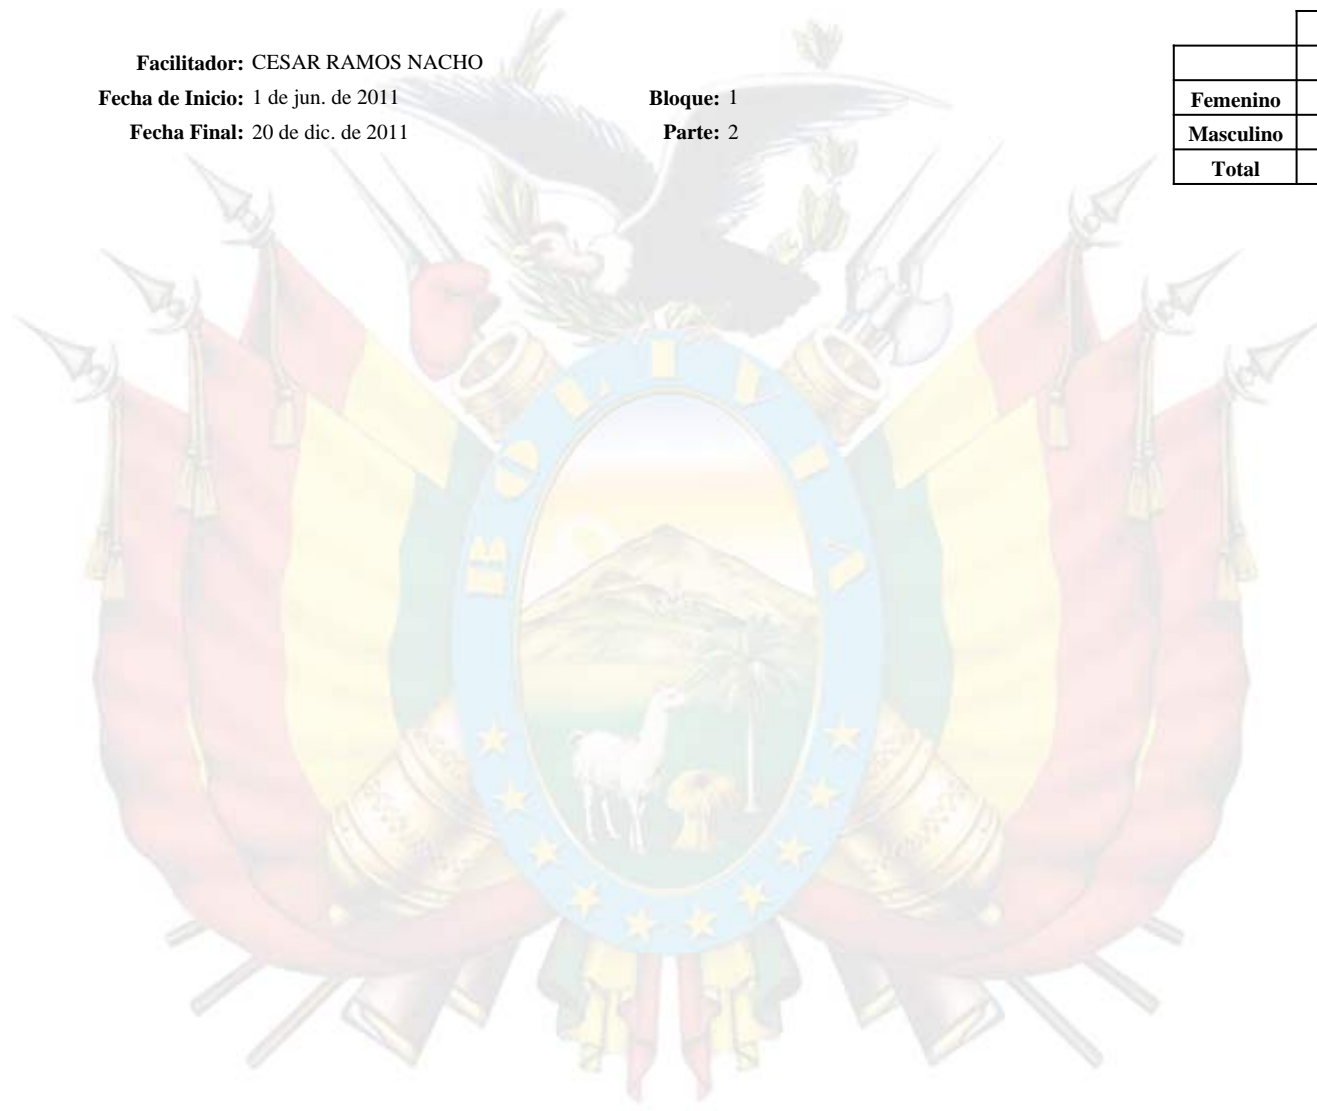 Facilitador: CESAR RAMOS NACHO
Fecha de Inicio: 1 de jun. de 2011 Bloque: 1
Femenino
Fecha Final: 20 de dic. de 2011 Parte: 2
Masculino
Total
BOLIVIA